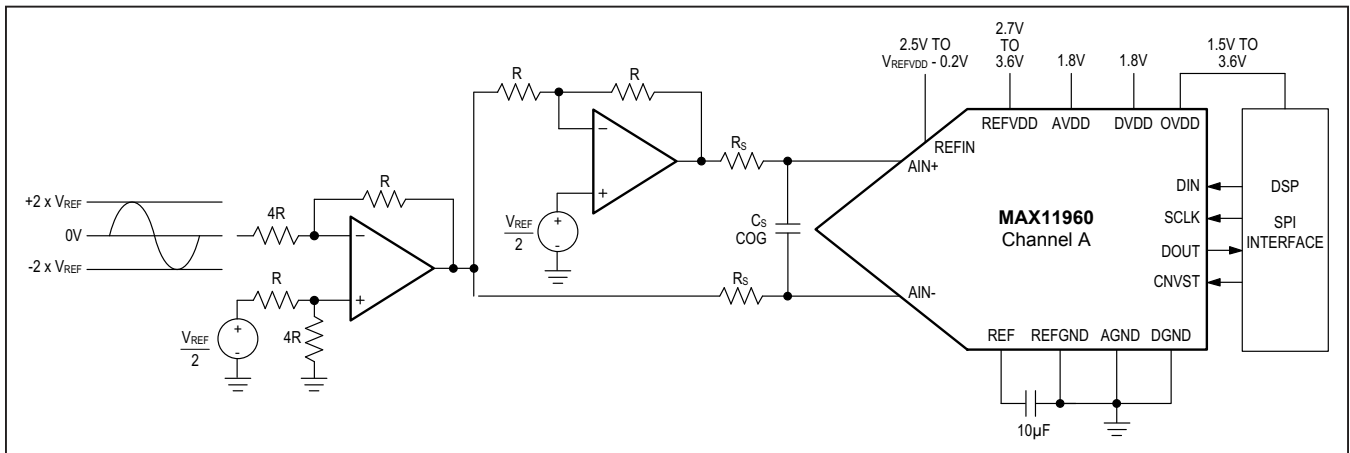 +2 x VREF
0V
-2 x VREF
4R
R
R
4R
VREF
2
R
R
VREF
2
RS
RS
CS
COG
2.5V TO
VREFVDD - 0.2V
2.7V
TO
3.6V
1.8V
1.8V
1.5V TO
3.6V
REFVDD
AVDD
DVDD
OVDD
REFIN
AIN+
AIN-
MAX11960
Channel A
DIN
SCLK
DOUT
CNVST
DSP
SPI
INTERFACE
REF
REFGND
AGND
DGND
10µF